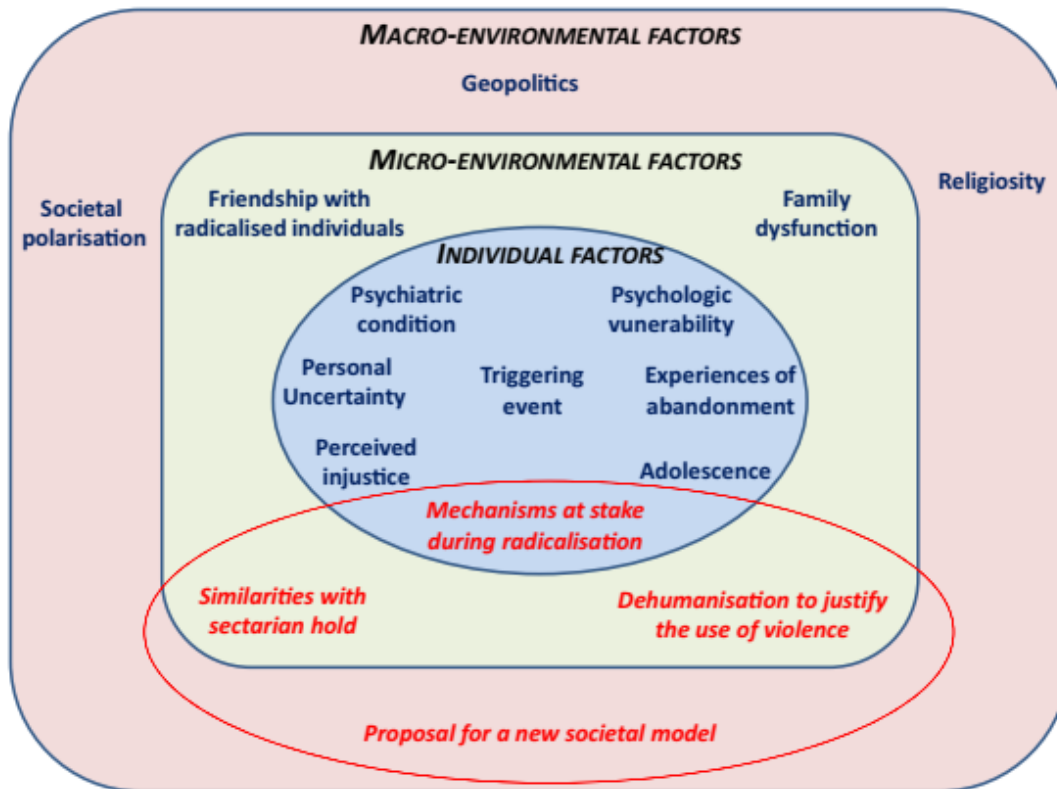 MACRO-ENVIRONMENTAL FACTORS
Geopolitics
MICRO-ENVIRONMENTAL FACTORS
Religiosity
Societal
polarisation
Friendship with
radicalised individuals
Family
dysfunction
INDIVIDUAL FACTORS
Psychiatric
condition
Psychologic
vunerability
Personal
Uncertainty
Triggering
event
Experiences of
abandonment
Perceived
injustice
Adolescence
Mechanisms at stake
during radicalisation
Similarities with
sectarian hold
Dehumanisation to justify
the use of violence
Proposal for a new societal model